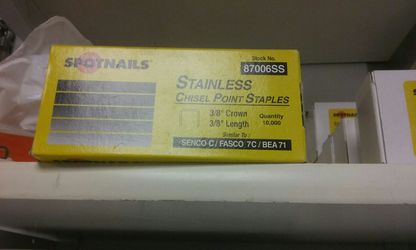 SPOTNAILS
Stock No.
87006SS
STAINLESS
CHISEL POINT STAPLES
3/8" Crown
3/8" Length
Quantity
10,000
Similar To:
SENCO C / FASCO 7C / BEA 71